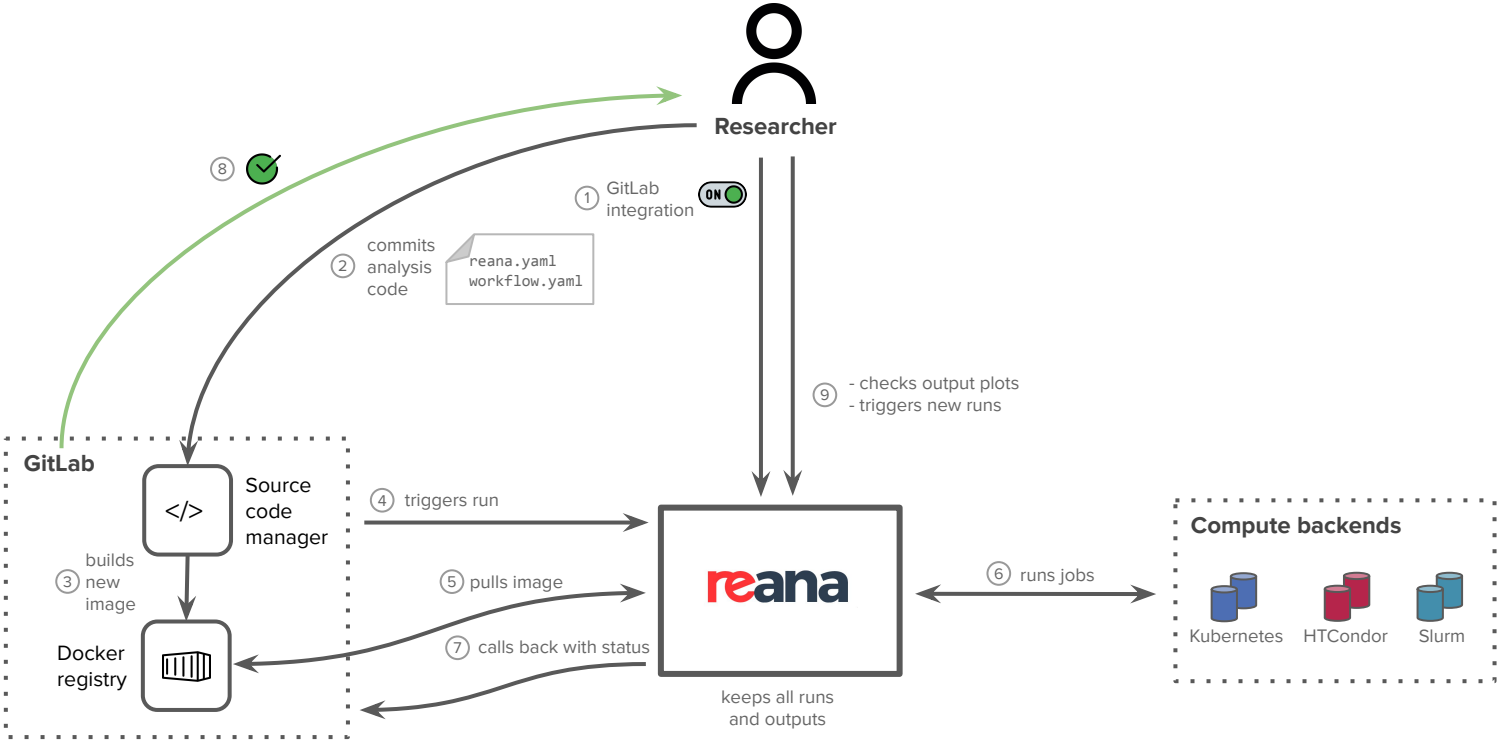 Researcher
8
1
GitLab
integration
ON
2
commits
analysis
code
reana.yaml
workflow.yaml
9
- checks output plots
- triggers new runs
GitLab
</>
Source
code
manager
3
builds
new
image
Docker
registry
4
triggers run
5
pulls image
7
calls back with status
reana
keeps all runs
and outputs
6
runs jobs
Compute backends
Kubernetes
HTCondor
Slurm